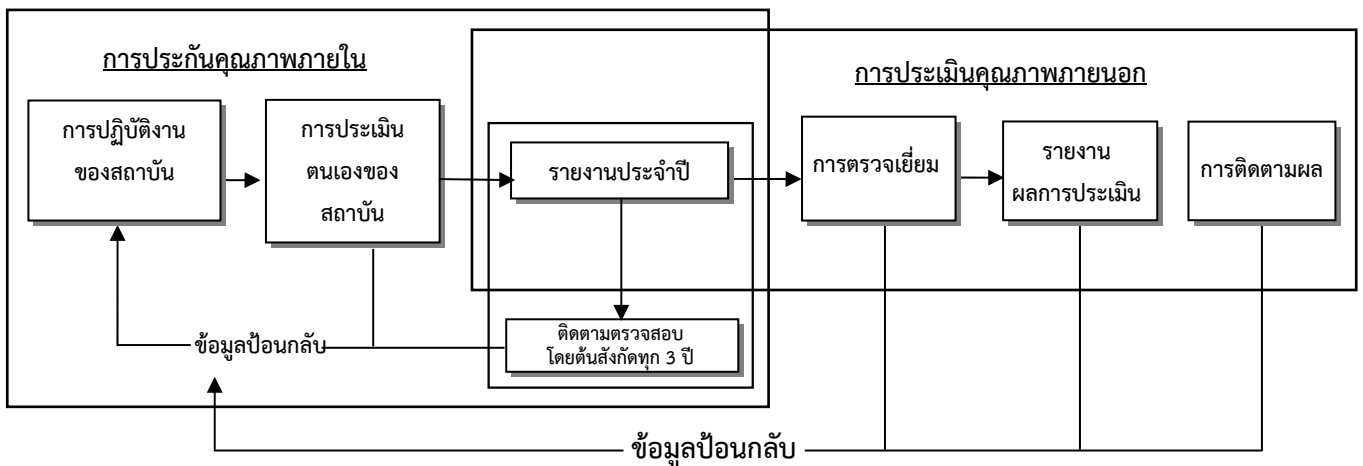 การประกันคุณภาพภายใน
การประเมินคุณภาพภายนอก
การปฏิบัติงาน
ของสถาบัน
การประเมิน
ตนเองของ
สถาบัน
รายงานประจำปี
การตรวจเยี่ยม
รายงาน
ผลการประเมิน
การติดตามผล
ติดตามตรวจสอบ
โดยต้นสังกัดทุก 3 ปี
ข้อมูลป้อนกลับ
ข้อมูลป้อนกลับ